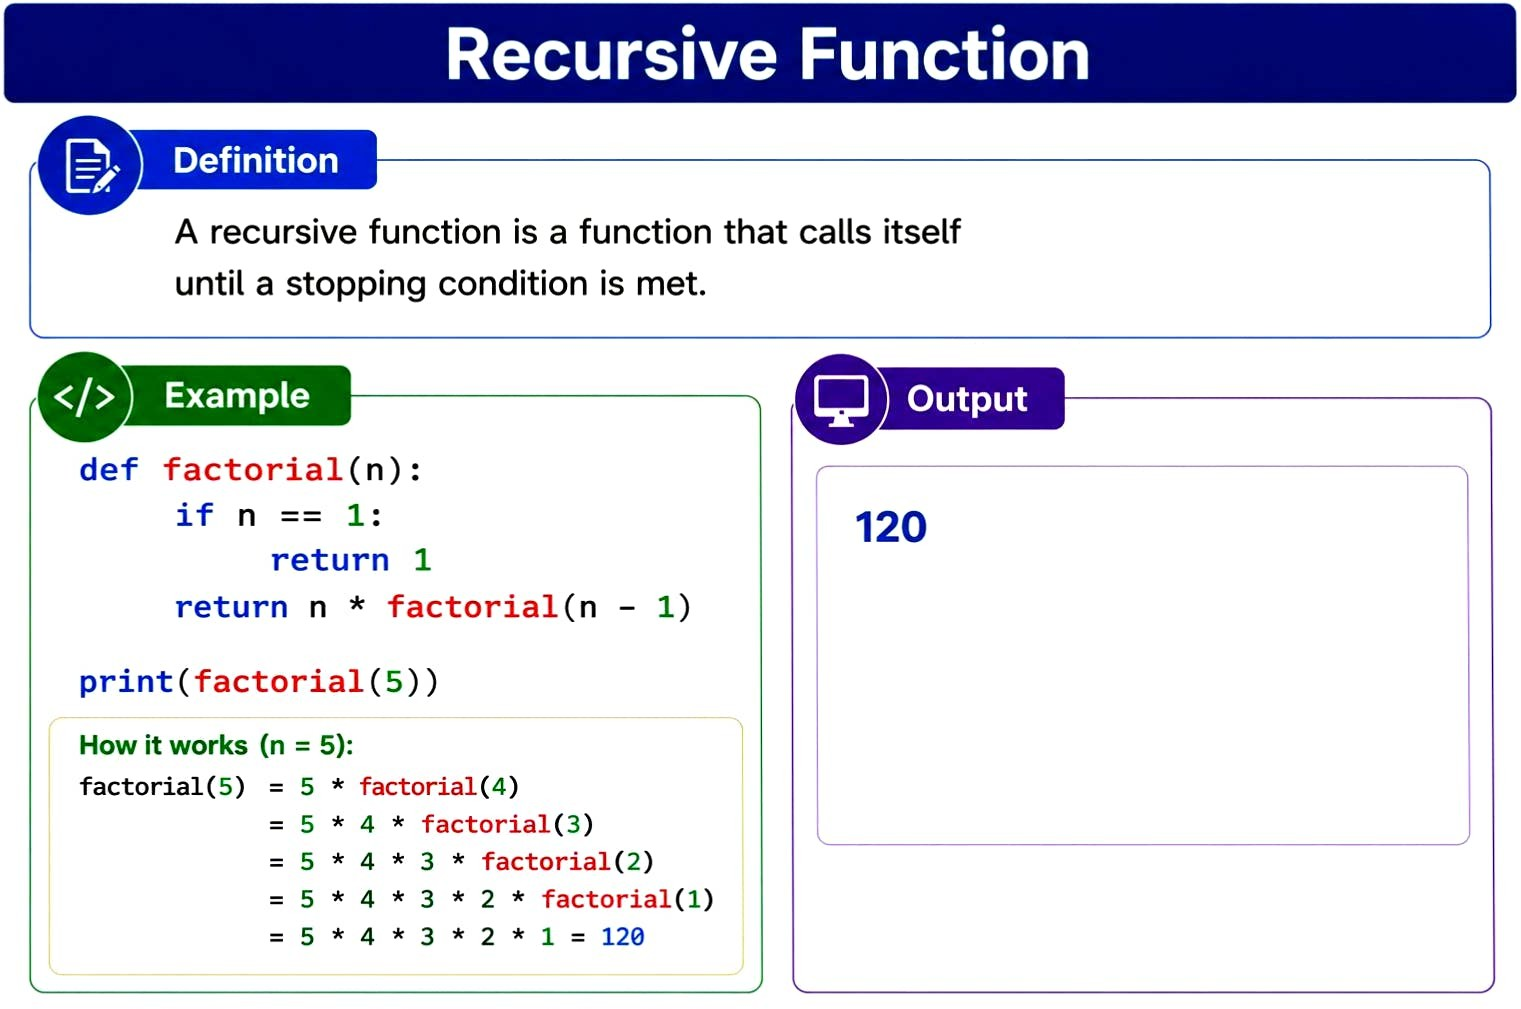 Recursive Function
Definition
A recursive function is a function that calls itself
until a stopping condition is met.
</> Example
def factorial(n):
if n == 1:
return 1
return n * factorial(n – 1)
print(factorial(5))
How it works (n = 5):
factorial(5) = 5 * factorial(4)
= 5 * 4 * factorial(3)
= 5 * 4 * 3 * factorial(2)
= 5 * 4 * 3 * 2 * factorial(1)
= 5 * 4 * 3 * 2 * 1 = 120
Output
120